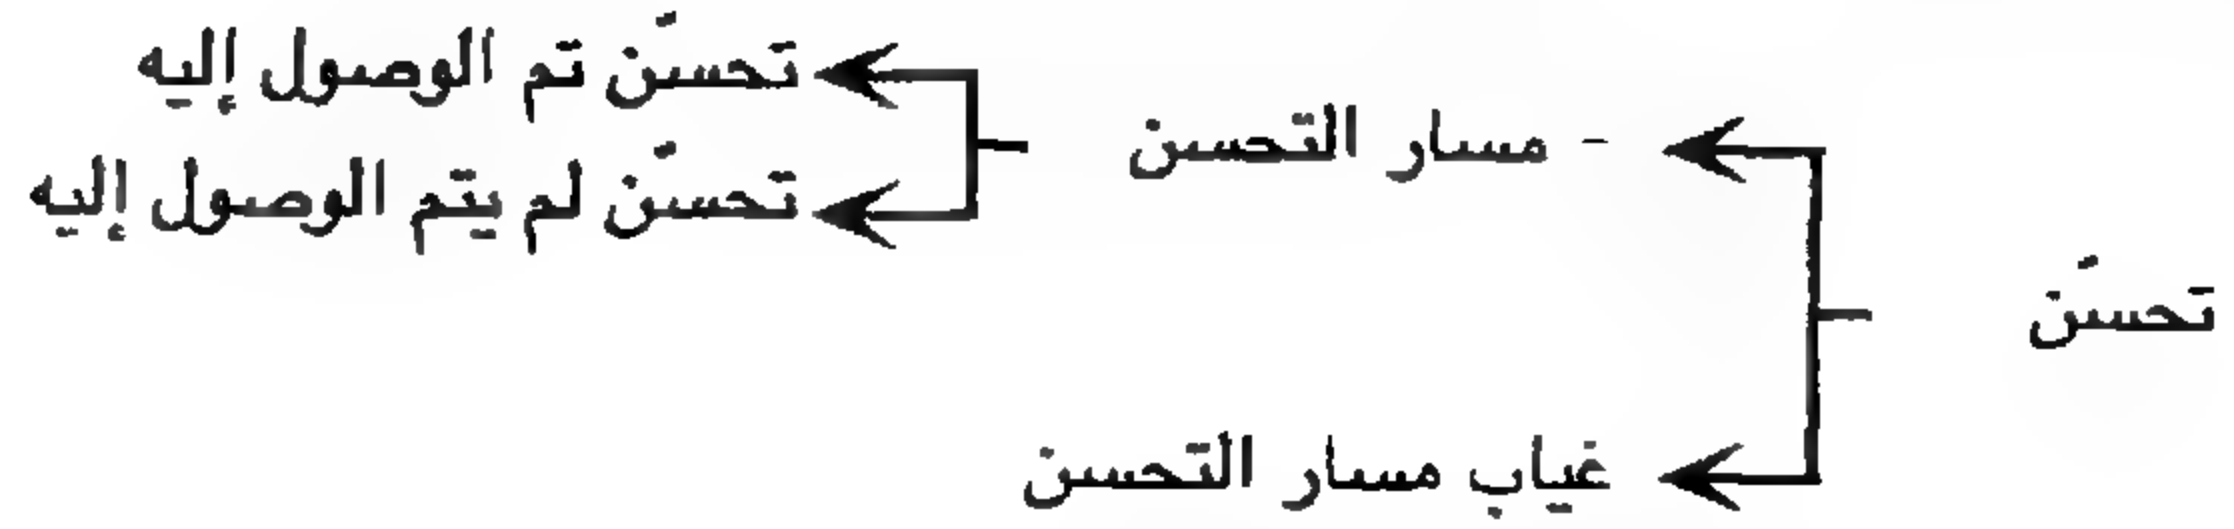 تحسّن تم الوصول إليه
- مسار التحسن
تحسّن لم يتم الوصول إليه
تحسّن
غياب مسار التحسن